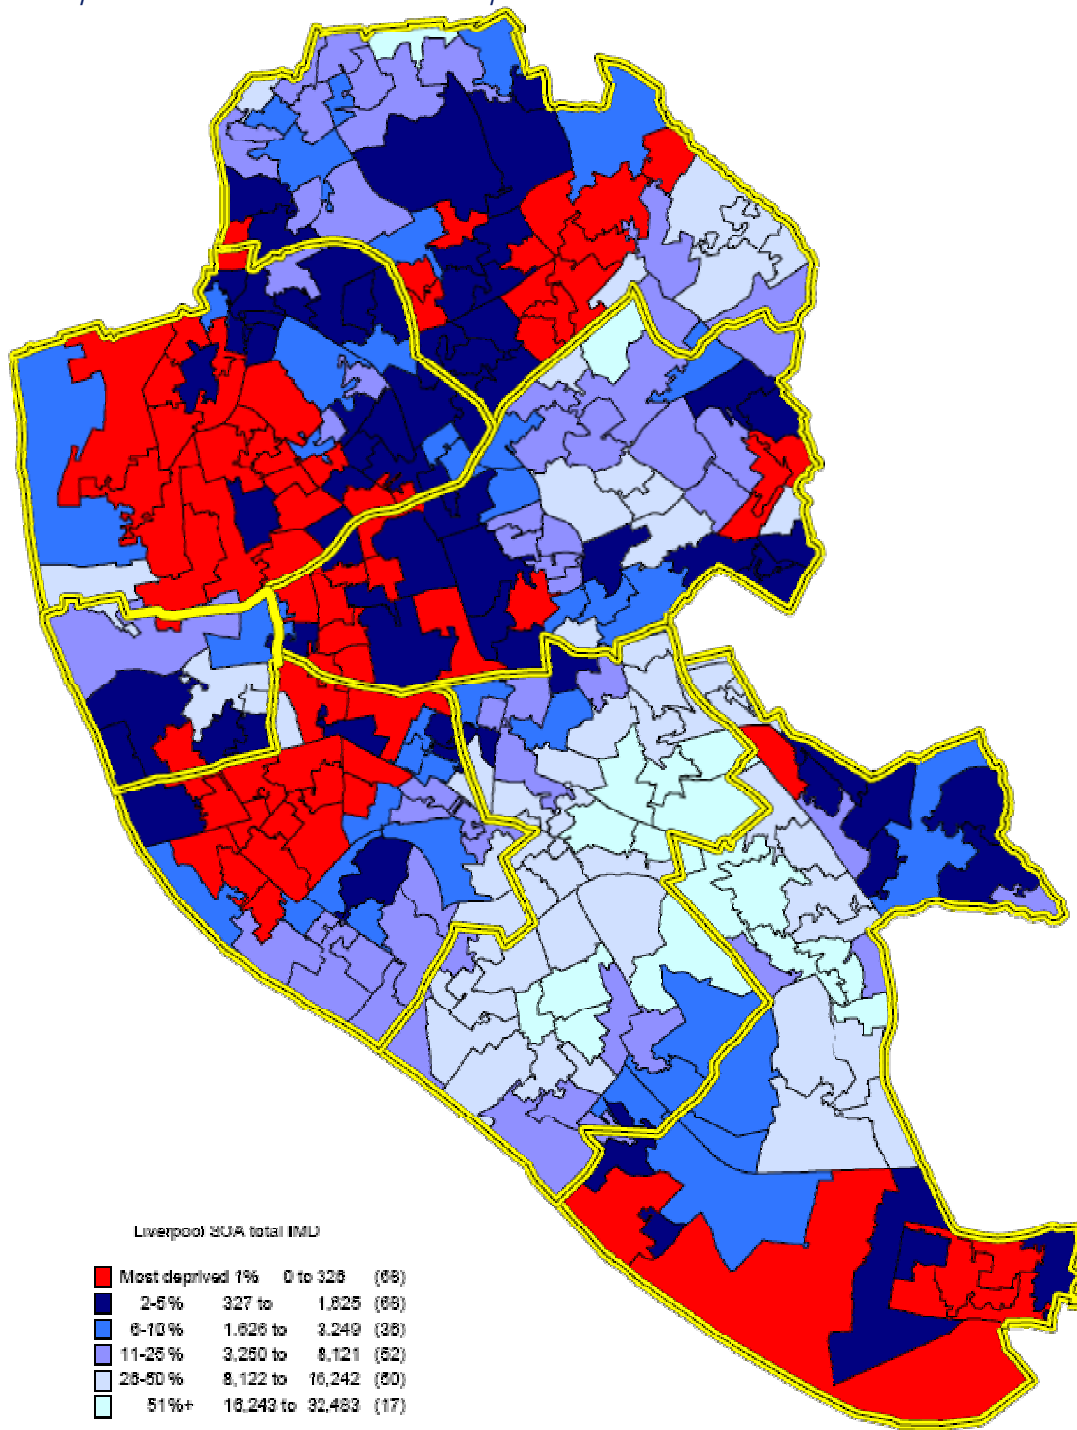 Liverpool SOA total IMD
Most deprived 1% 0 to 326 (68)
2-5% 327 to 1,625 (68)
6-10% 1,626 to 3,249 (36)
11-25% 3,250 to 8,121 (52)
26-50% 8,122 to 16,242 (50)
51%+ 16,243 to 32,483 (17)